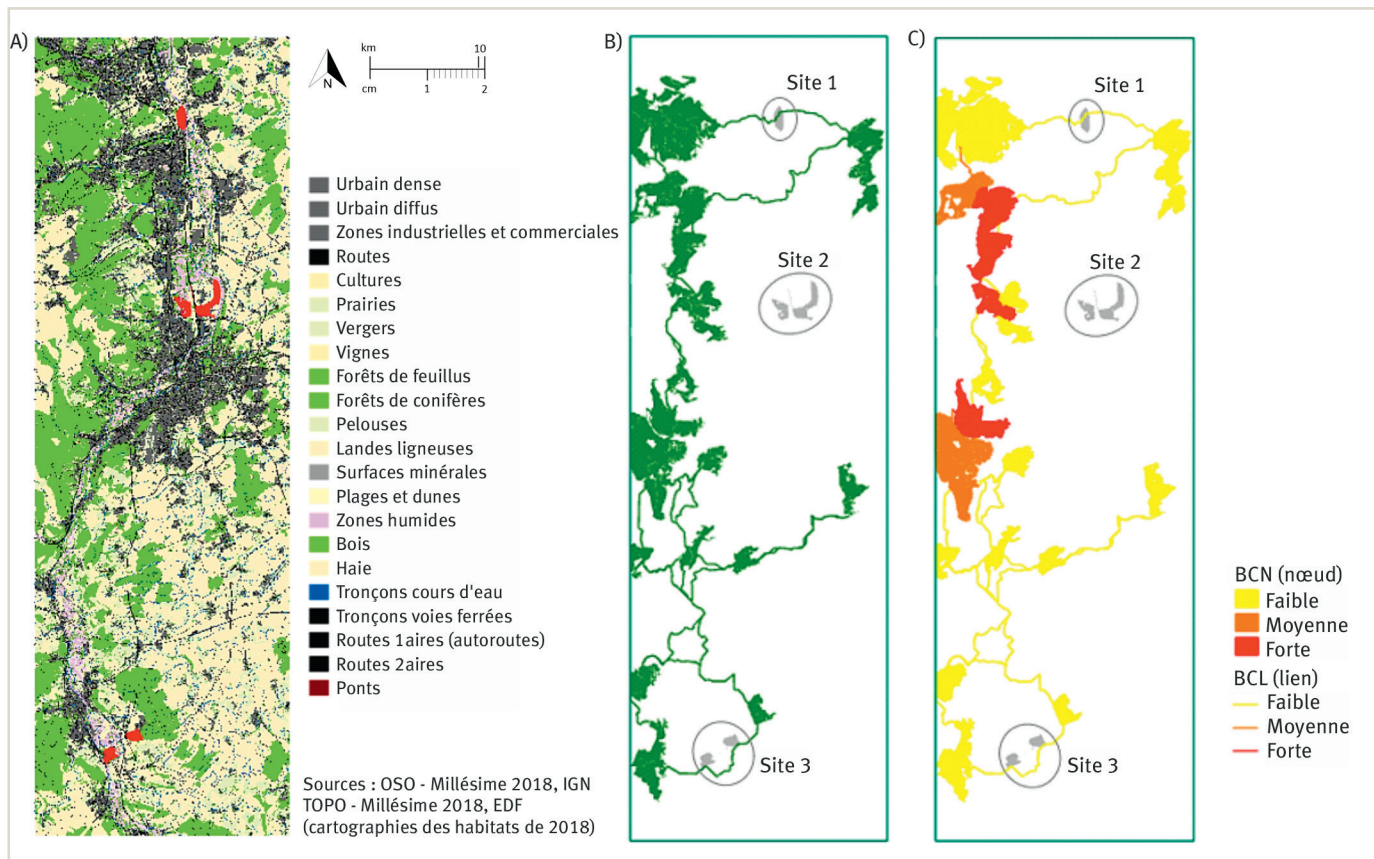 A)
km
10
N
cm
1
2
Urbain dense
Urbain diffus
Zones industrielles et commerciales
Routes
Cultures
Prairies
Vergers
Vignes
Forêts de feuillus
Forêts de conifères
Pelouses
Landes ligneuses
Surfaces minérales
Plages et dunes
Zones humides
Bois
Haie
Tronçons cours d'eau
Tronçons voies ferrées
Routes 1aires (autoroutes)
Routes 2aires
Ponts
Sources : OSO - Millésime 2018, IGN
TOPO - Millésime 2018, EDF
(cartographies des habitats de 2018)
B)
Site 1
Site 2
Site 3
C)
Site 1
Site 2
Site 3
BCN (nœud)
Faible
Moyenne
Forte
BCL (lien)
Faible
Moyenne
Forte